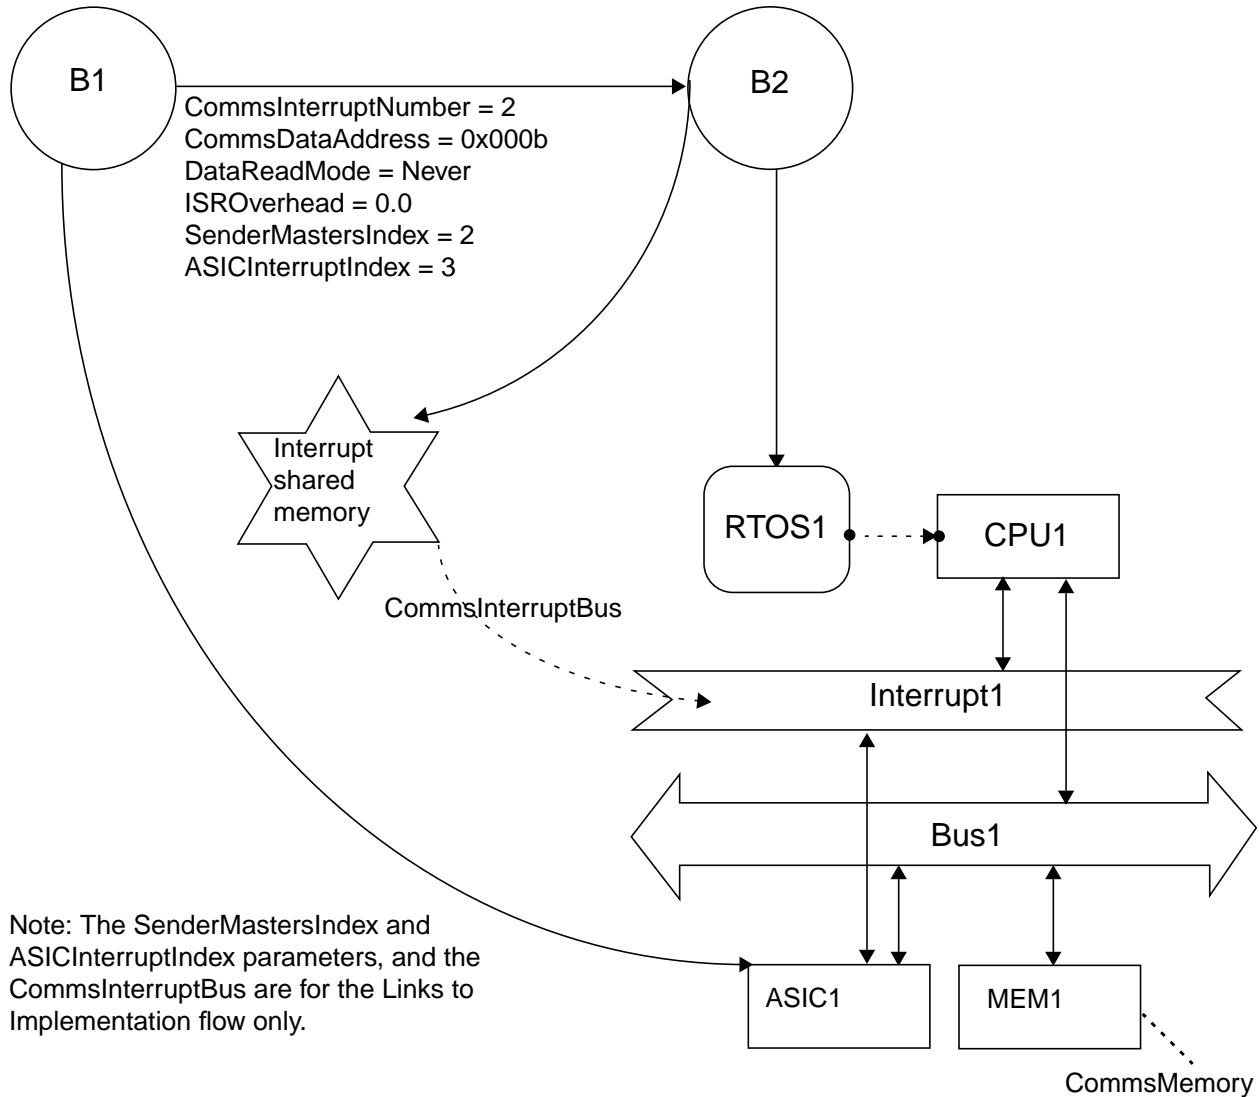 B1
B2
CommsInterruptNumber = 2
CommsDataAddress = 0x000b
DataReadMode = Never
ISROverhead = 0.0
SenderMastersIndex = 2
ASICInterruptIndex = 3
Interrupt
shared
memory
RTOS1
CPU1
CommsInterruptBus
Interrupt1
Bus1
Note: The SenderMastersIndex and
ASICInterruptIndex parameters, and the
CommsInterruptBus are for the Links to
Implementation flow only.
ASIC1
MEM1
CommsMemory